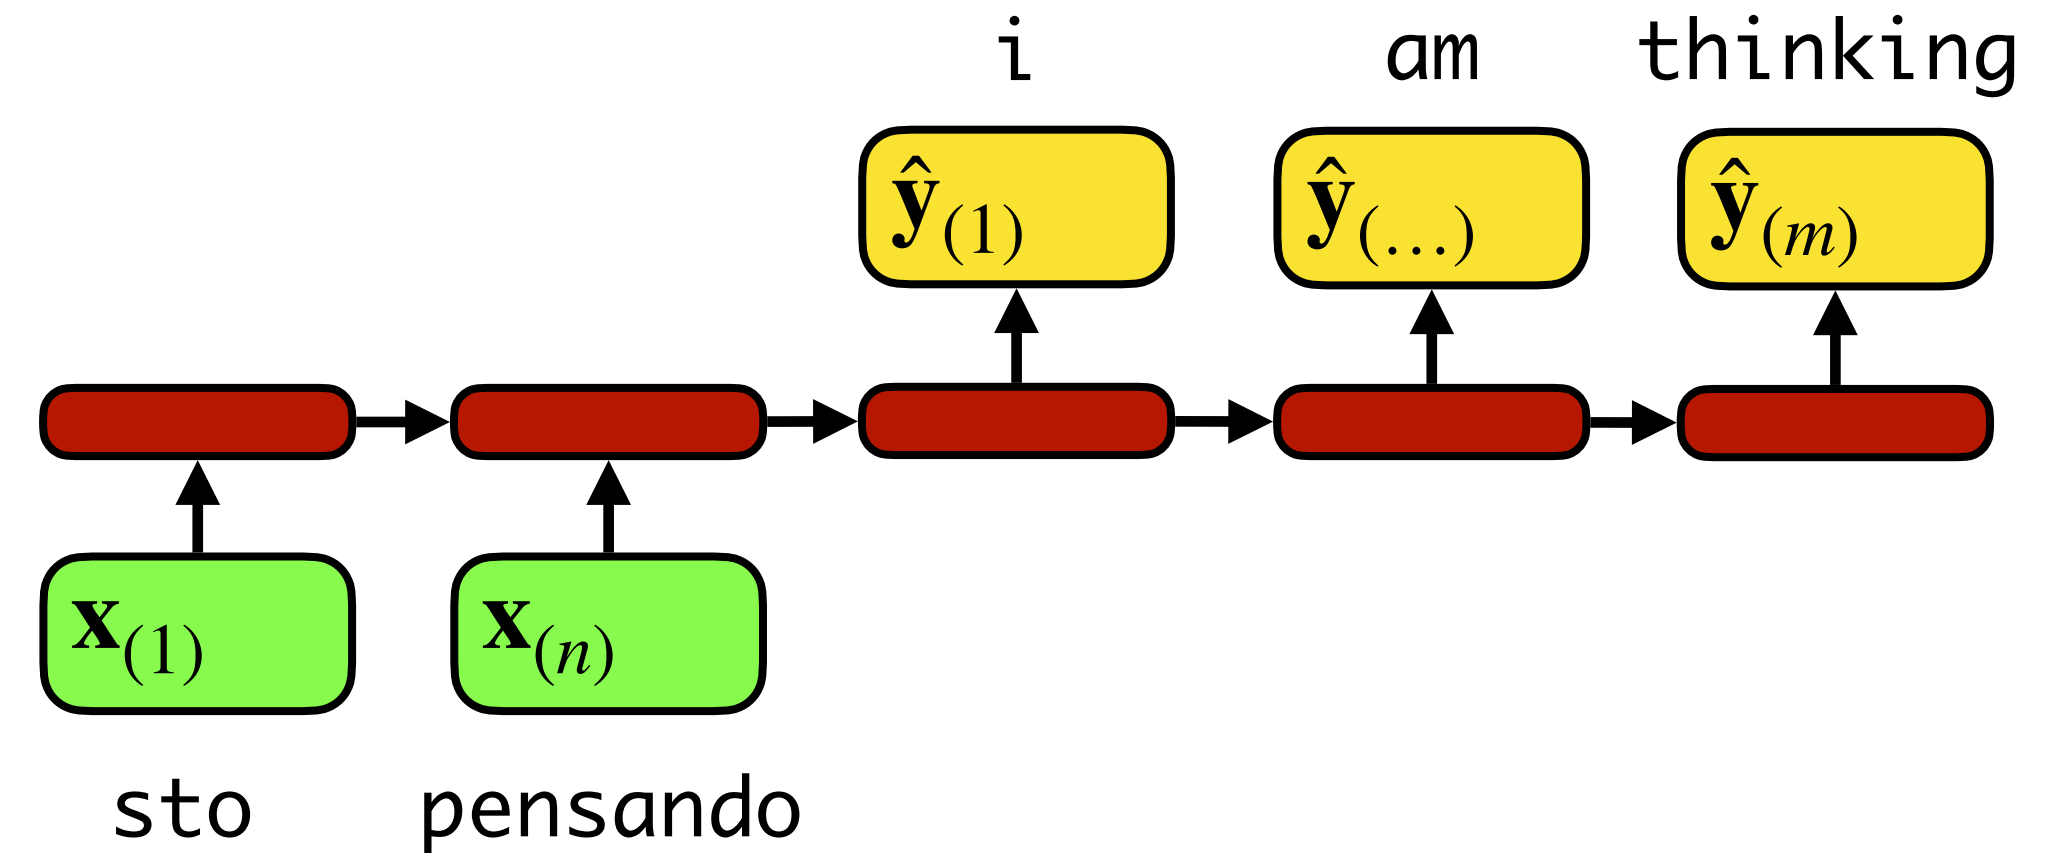 i am thinking
ŷ(1) ŷ(…) ŷ(m)
x(1) x(n)
sto pensando